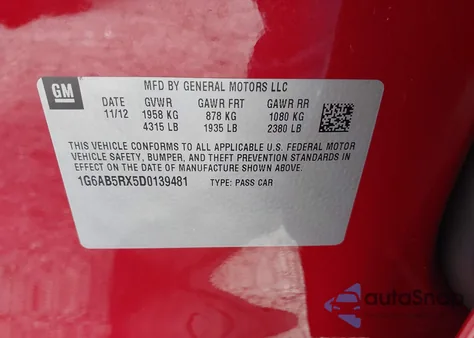 GM
MFD BY GENERAL MOTORS LLC
DATE GVWR GAWR FRT GAWR RR
11/12 1958 KG 878 KG 1080 KG
4315 LB 1935 LB 2380 LB
THIS VEHICLE CONFORMS TO ALL APPLICABLE U.S. FEDERAL MOTOR
VEHICLE SAFETY, BUMPER, AND THEFT PREVENTION STANDARDS IN
EFFECT ON THE DATE OF MANUFACTURE SHOWN ABOVE.
1G6AB5RX5D0139481 TYPE: PASS CAR
autoSnap